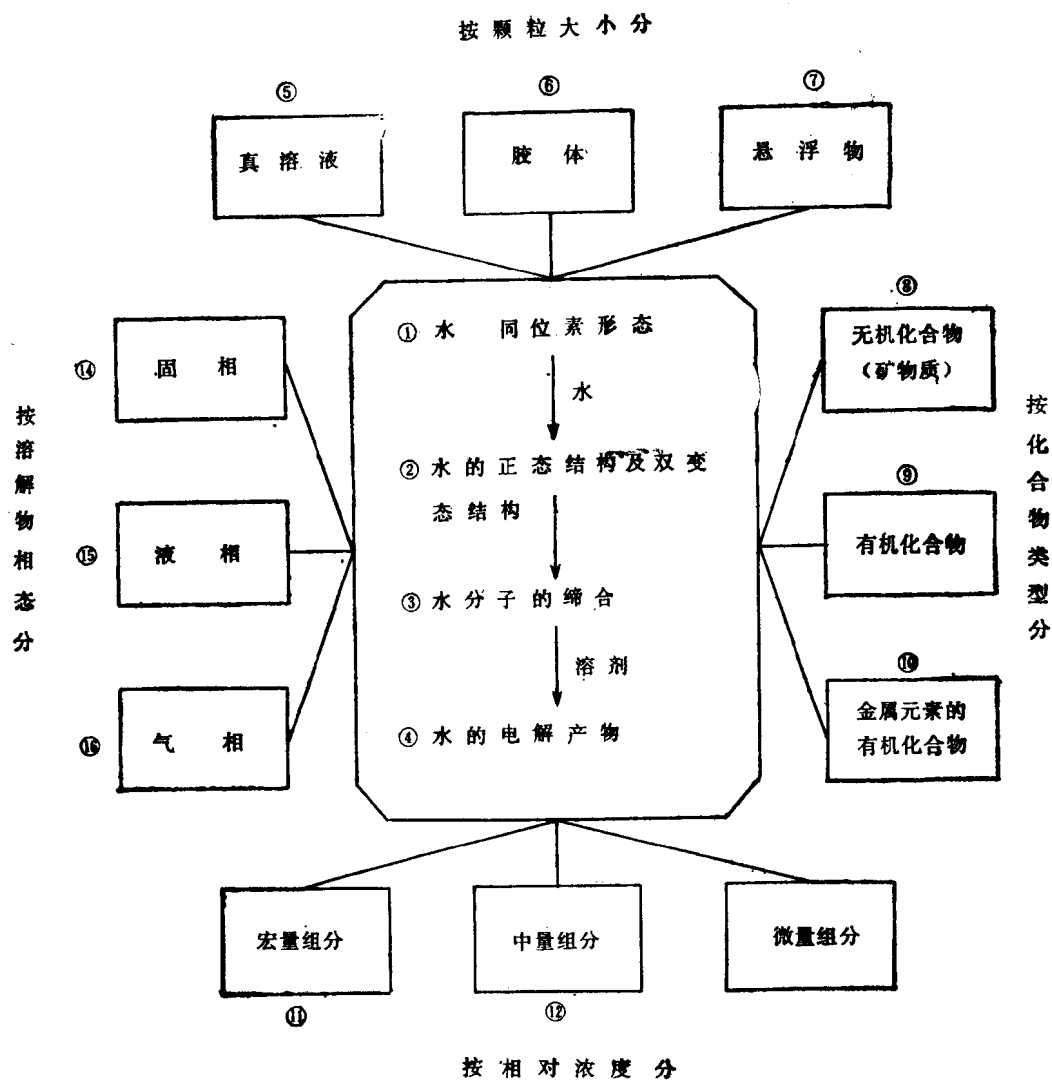 按颗粒大小分
⑤
⑥
⑦
真溶液
胶体
悬浮物
按溶解物相态分
⑭
固相
⑮
液相
⑯
气相
① 水 同位素形态
水
② 水的正态结构及双变
态结构
③ 水分子的缔合
溶剂
④ 水的电解产物
⑧
无机化合物
(矿物质)
⑨
有机化合物
⑩
金属元素的
有机化合物
按化合物类型分
宏量组分
中量组分
微量组分
⑪
⑫
按相对浓度分